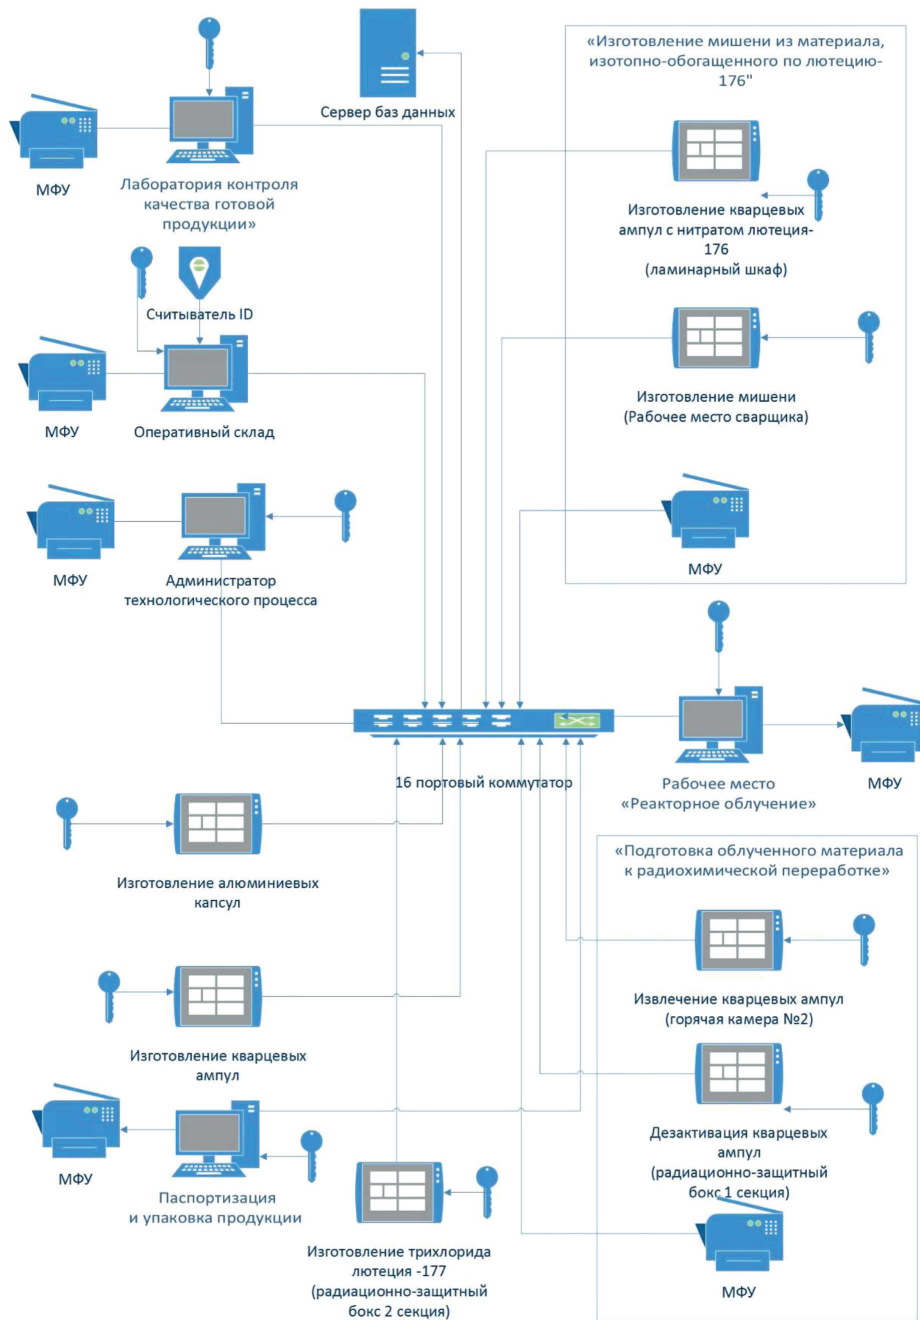 «Изготовление мишени из материала,
изотопно-обогащенного по лютецию-
176"
Сервер баз данных
МФУ
Лаборатория контроля
качества готовой
продукции»
Изготовление кварцевых
ампул с нитратом лютеция-
176
(ламинарный шкаф)
Считыватель ID
МФУ
Оперативный склад
Изготовление мишени
(Рабочее место сварщика)
МФУ
МФУ
Администратор
технологического процесса
16 портовый коммутатор
Рабочее место
«Реакторное облучение»
МФУ
Изготовление алюминиевых
капсул
«Подготовка облученного материала
к радиохимической переработке»
Извлечение кварцевых ампул
(горячая камера №2)
Изготовление кварцевых
ампул
Дезактивация кварцевых
ампул
(радиационно-защитный
бокс 1 секция)
МФУ
Паспортизация
и упаковка продукции
Изготовление трихлорида
лютеция -177
(радиационно-защитный
бокс 2 секция)
МФУ